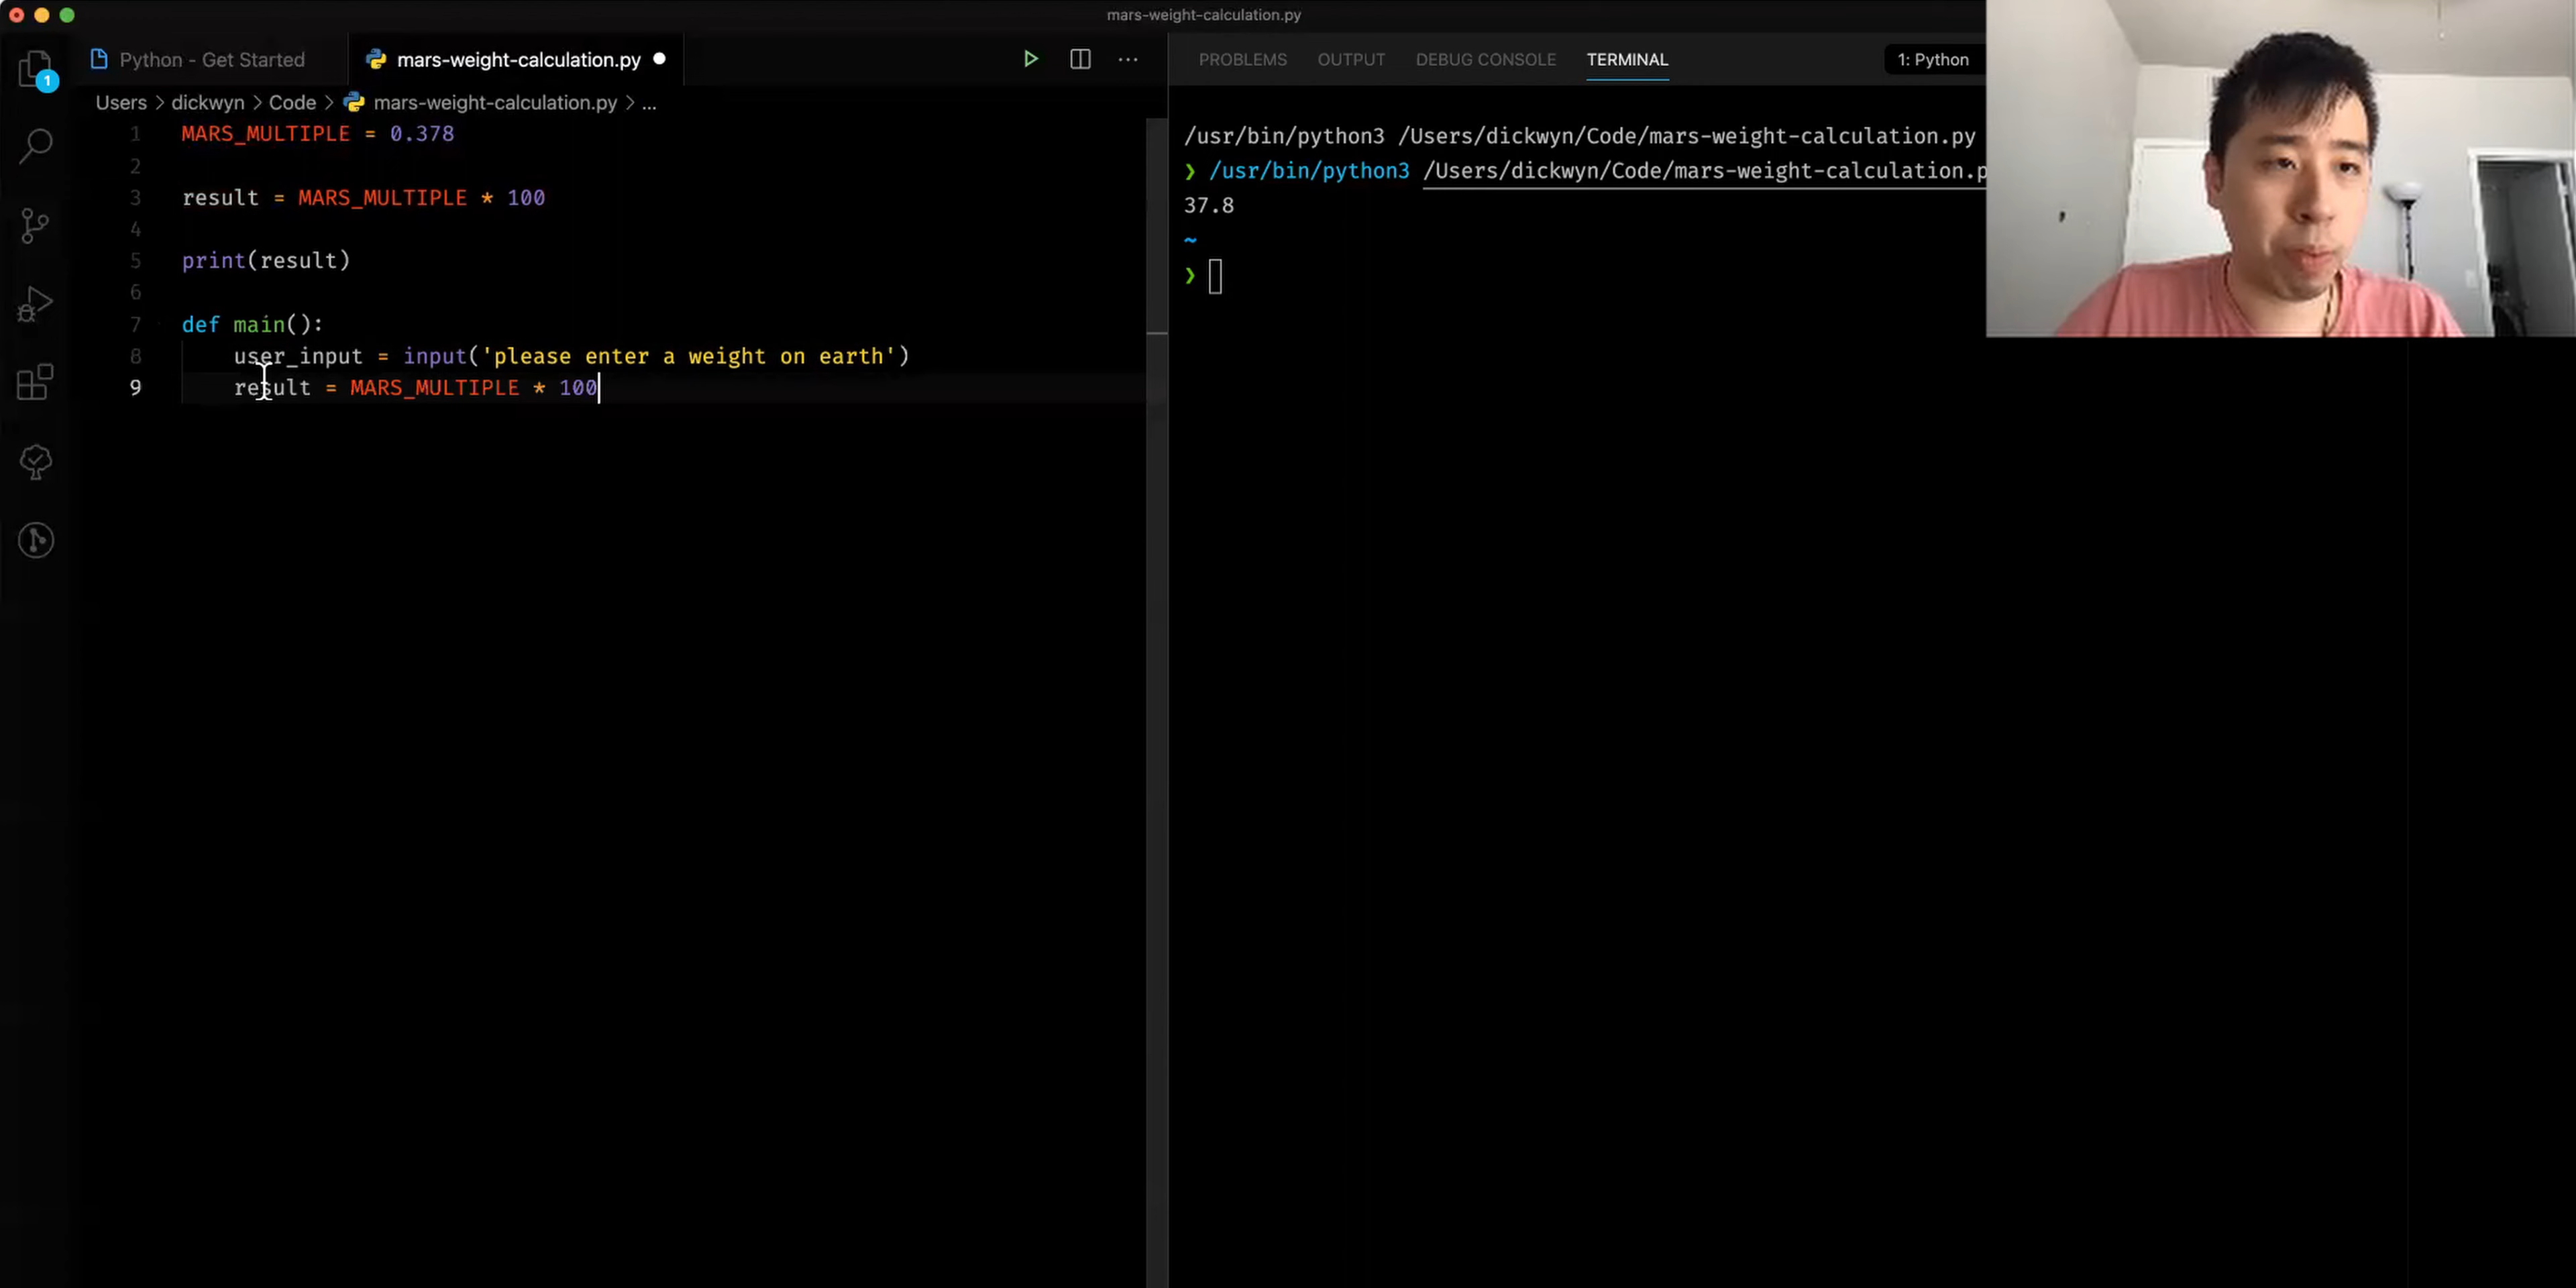 mars-weight-calculation.py
1
Python - Get Started
mars-weight-calculation.py
Users > dickwyn > Code > mars-weight-calculation.py > ...
1 MARS_MULTIPLE = 0.378
2
3 result = MARS_MULTIPLE * 100
4
5 print(result)
6
7 def main():
8 user_input = input('please enter a weight on earth')
9 result = MARS_MULTIPLE * 100
PROBLEMS OUTPUT DEBUG CONSOLE TERMINAL 1: Python
/usr/bin/python3 /Users/dickwyn/Code/mars-weight-calculation.py
❯ /usr/bin/python3 /Users/dickwyn/Code/mars-weight-calculation.p
37.8
~
❯